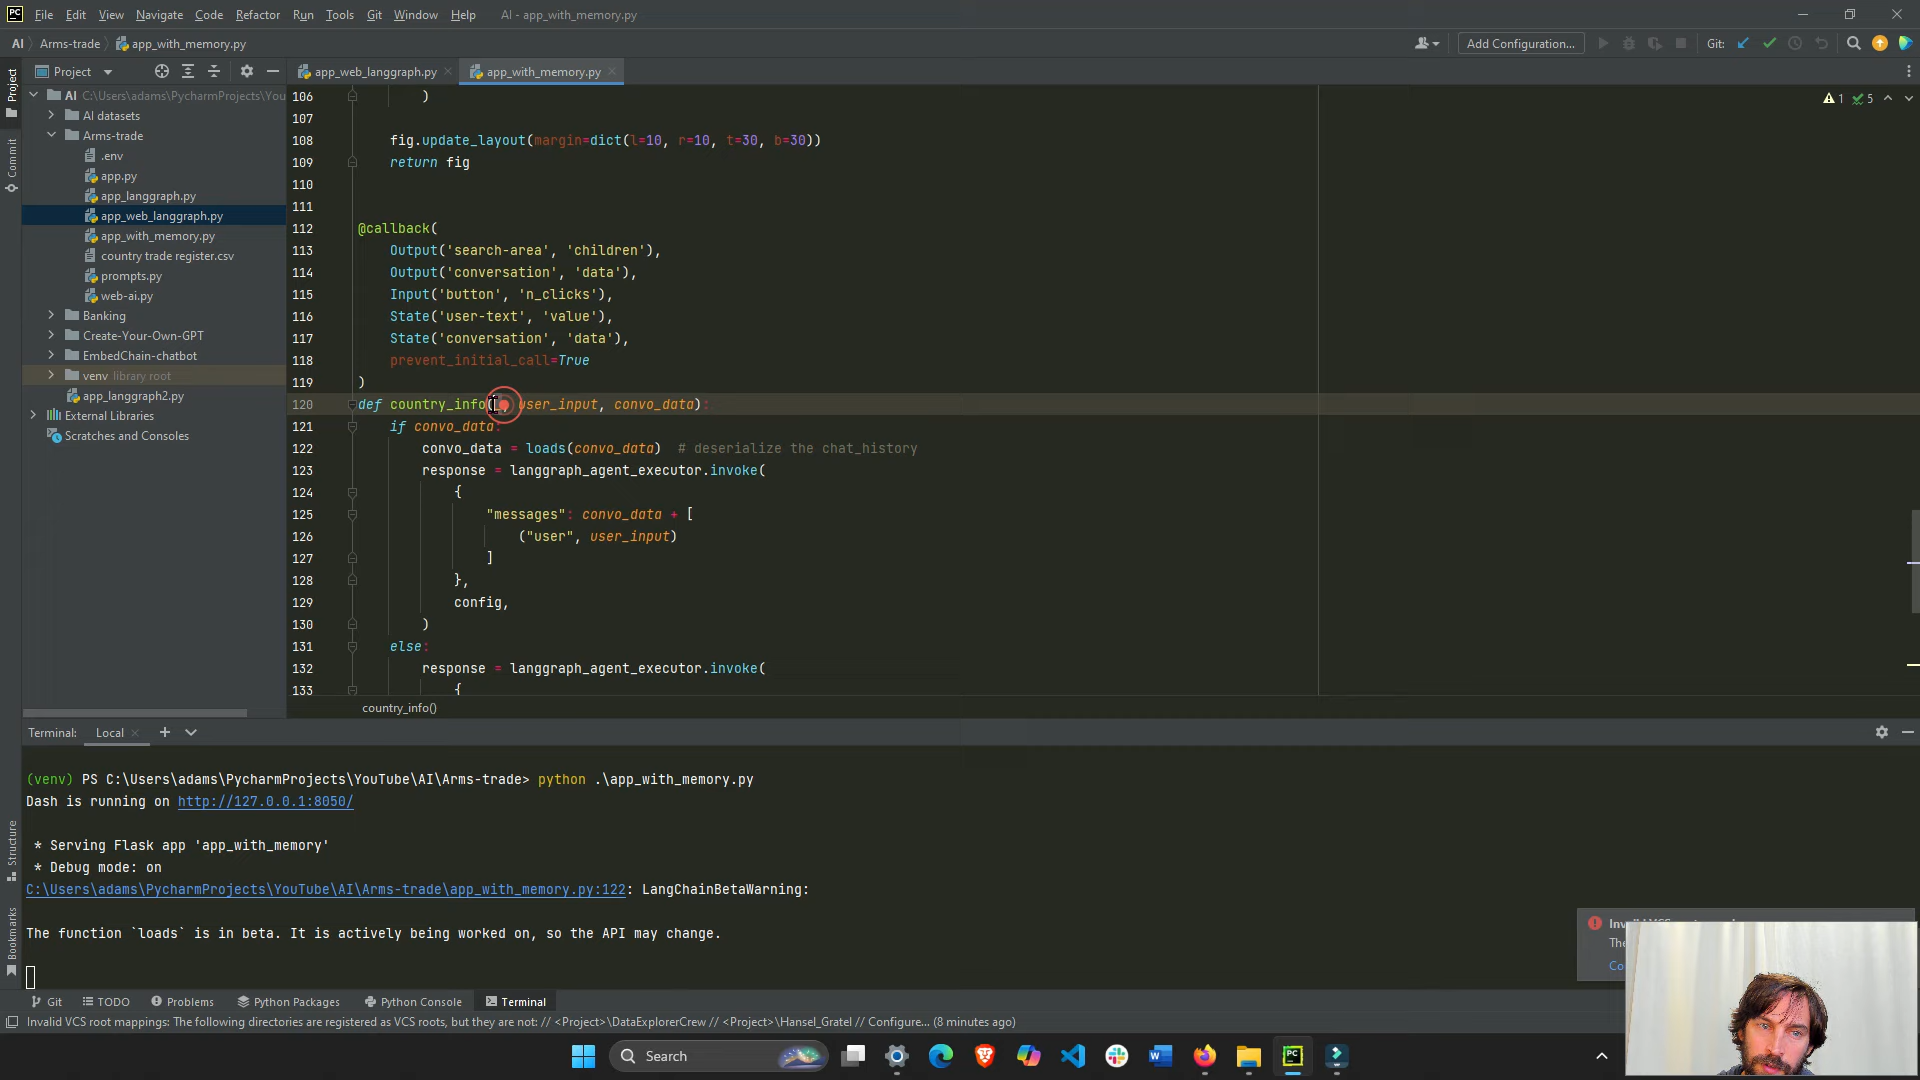 PC File Edit View Navigate Code Refactor Run Tools Git Window Help AI - app_with_memory.py
AI Arms-trade app_with_memory.py Add Configuration... Git:
Project app_web_langgraph.py app_with_memory.py
Project
Commit
Structure
Bookmarks
AI C:\Users\adams\PycharmProjects\You
AI datasets
Arms-trade
.env
app.py
app_langgraph.py
app_web_langgraph.py
app_with_memory.py
country trade register.csv
prompts.py
web-ai.py
Banking
Create-Your-Own-GPT
EmbedChain-chatbot
venv library root
app_langgraph2.py
External Libraries
Scratches and Consoles
1 5
106 )
107
108 fig.update_layout(margin=dict(l=10, r=10, t=30, b=30))
109 return fig
110
111
112 @callback(
113 Output('search-area', 'children'),
114 Output('conversation', 'data'),
115 Input('button', 'n_clicks'),
116 State('user-text', 'value'),
117 State('conversation', 'data'),
118 prevent_initial_call=True
119 )
120 def country_info( user_input, convo_data):
121 if convo_data:
122 convo_data = loads(convo_data) # deserialize the chat_history
123 response = langgraph_agent_executor.invoke(
124 {
125 "messages": convo_data + [
126 ("user", user_input)
127 ]
128 },
129 config,
130 )
131 else:
132 response = langgraph_agent_executor.invoke(
133 {
country_info()
Terminal: Local
(venv) PS C:\Users\adams\PycharmProjects\YouTube\AI\Arms-trade> python .\app_with_memory.py
Dash is running on http://127.0.0.1:8050/
* Serving Flask app 'app_with_memory'
* Debug mode: on
C:\Users\adams\PycharmProjects\YouTube\AI\Arms-trade\app_with_memory.py:122: LangChainBetaWarning:
The function `loads` is in beta. It is actively being worked on, so the API may change.
Git TODO Problems Python Packages Python Console Terminal
Invalid VCS root mappings: The following directories are registered as VCS roots, but they are not: // <Project>\DataExplorerCrew // <Project>\Hansel_Gratel // Configure... (8 minutes ago)
Search